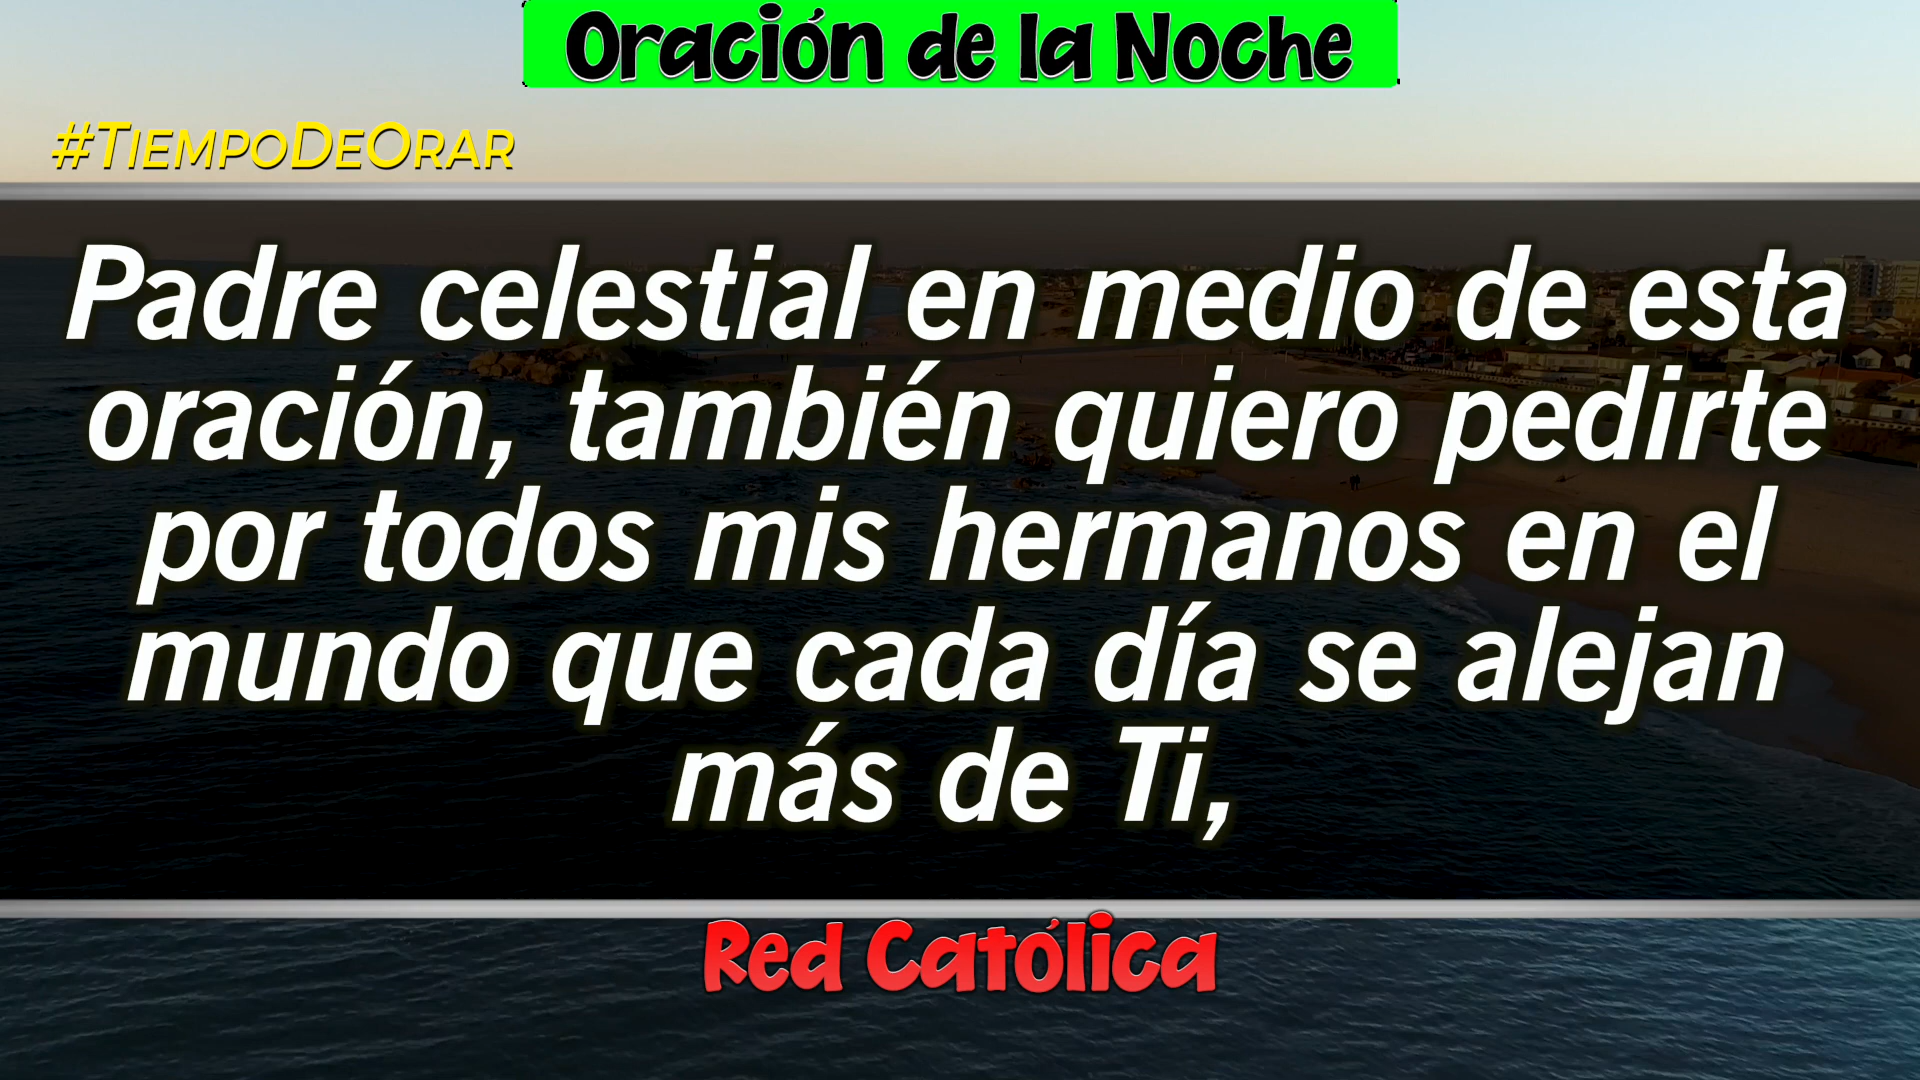 Oración de la Noche
#TiempoDeOrar
Padre celestial en medio de esta
oración, también quiero pedirte
por todos mis hermanos en el
mundo que cada día se alejan
más de Ti,
Red Católica